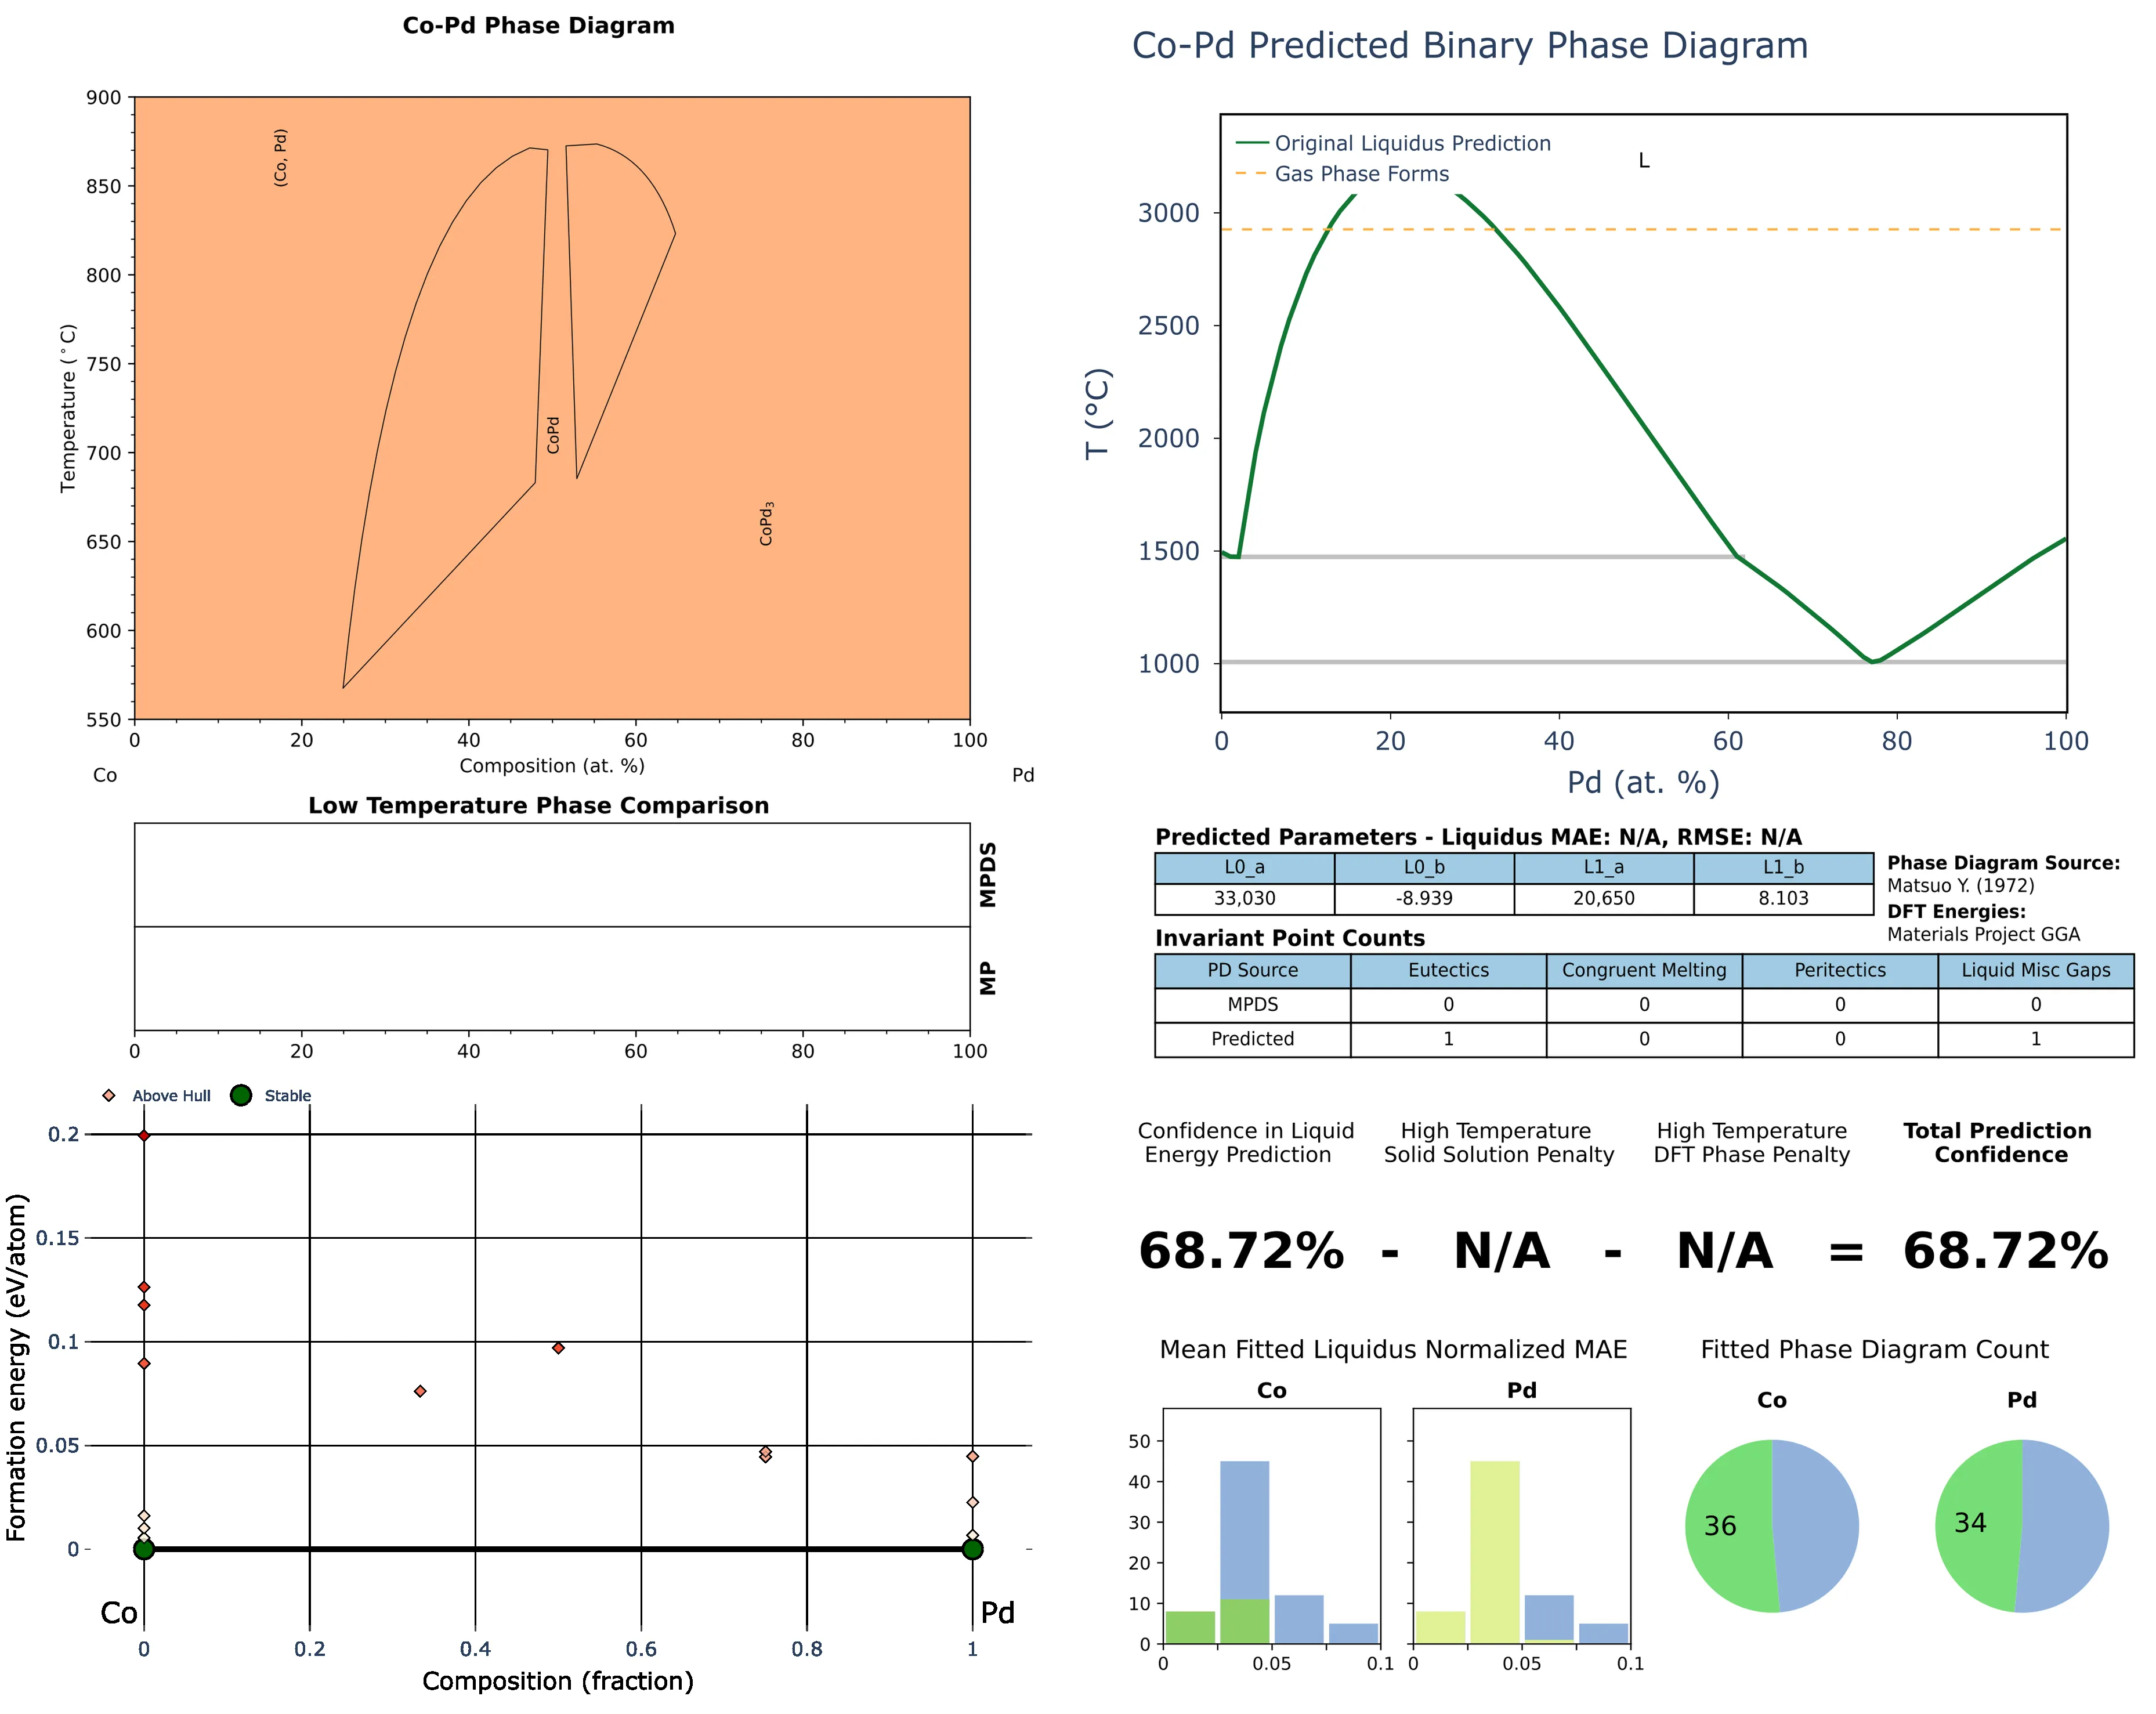 Co-Pd Phase Diagram
900
850
800
750
700
650
600
550
Temperature (°C)
(Co, Pd)
CoPd
CoPd₃
0 20 40 60 80 100
Composition (at. %)
Co Pd
Low Temperature Phase Comparison
MPDS
MP
0 20 40 60 80 100
Above Hull Stable
0.2
0.15
0.1
0.05
0
Formation energy (eV/atom)
Co Pd
0 0.2 0.4 0.6 0.8 1
Composition (fraction)
Co-Pd Predicted Binary Phase Diagram
Original Liquidus Prediction
Gas Phase Forms
L
3000
2500
2000
1500
1000
T (°C)
0 20 40 60 80 100
Pd (at. %)
Predicted Parameters - Liquidus MAE: N/A, RMSE: N/A
L0_a L0_b L1_a L1_b
33,030 -8.939 20,650 8.103
Phase Diagram Source:
Matsuo Y. (1972)
DFT Energies:
Materials Project GGA
Invariant Point Counts
PD Source Eutectics Congruent Melting Peritectics Liquid Misc Gaps
MPDS 0 0 0 0
Predicted 1 0 0 1
Confidence in Liquid
Energy Prediction
High Temperature
Solid Solution Penalty
High Temperature
DFT Phase Penalty
Total Prediction
Confidence
68.72% - N/A - N/A = 68.72%
Mean Fitted Liquidus Normalized MAE
Co Pd
50
40
30
20
10
0
0 0.05 0.1 0 0.05 0.1
Fitted Phase Diagram Count
Co Pd
36 34